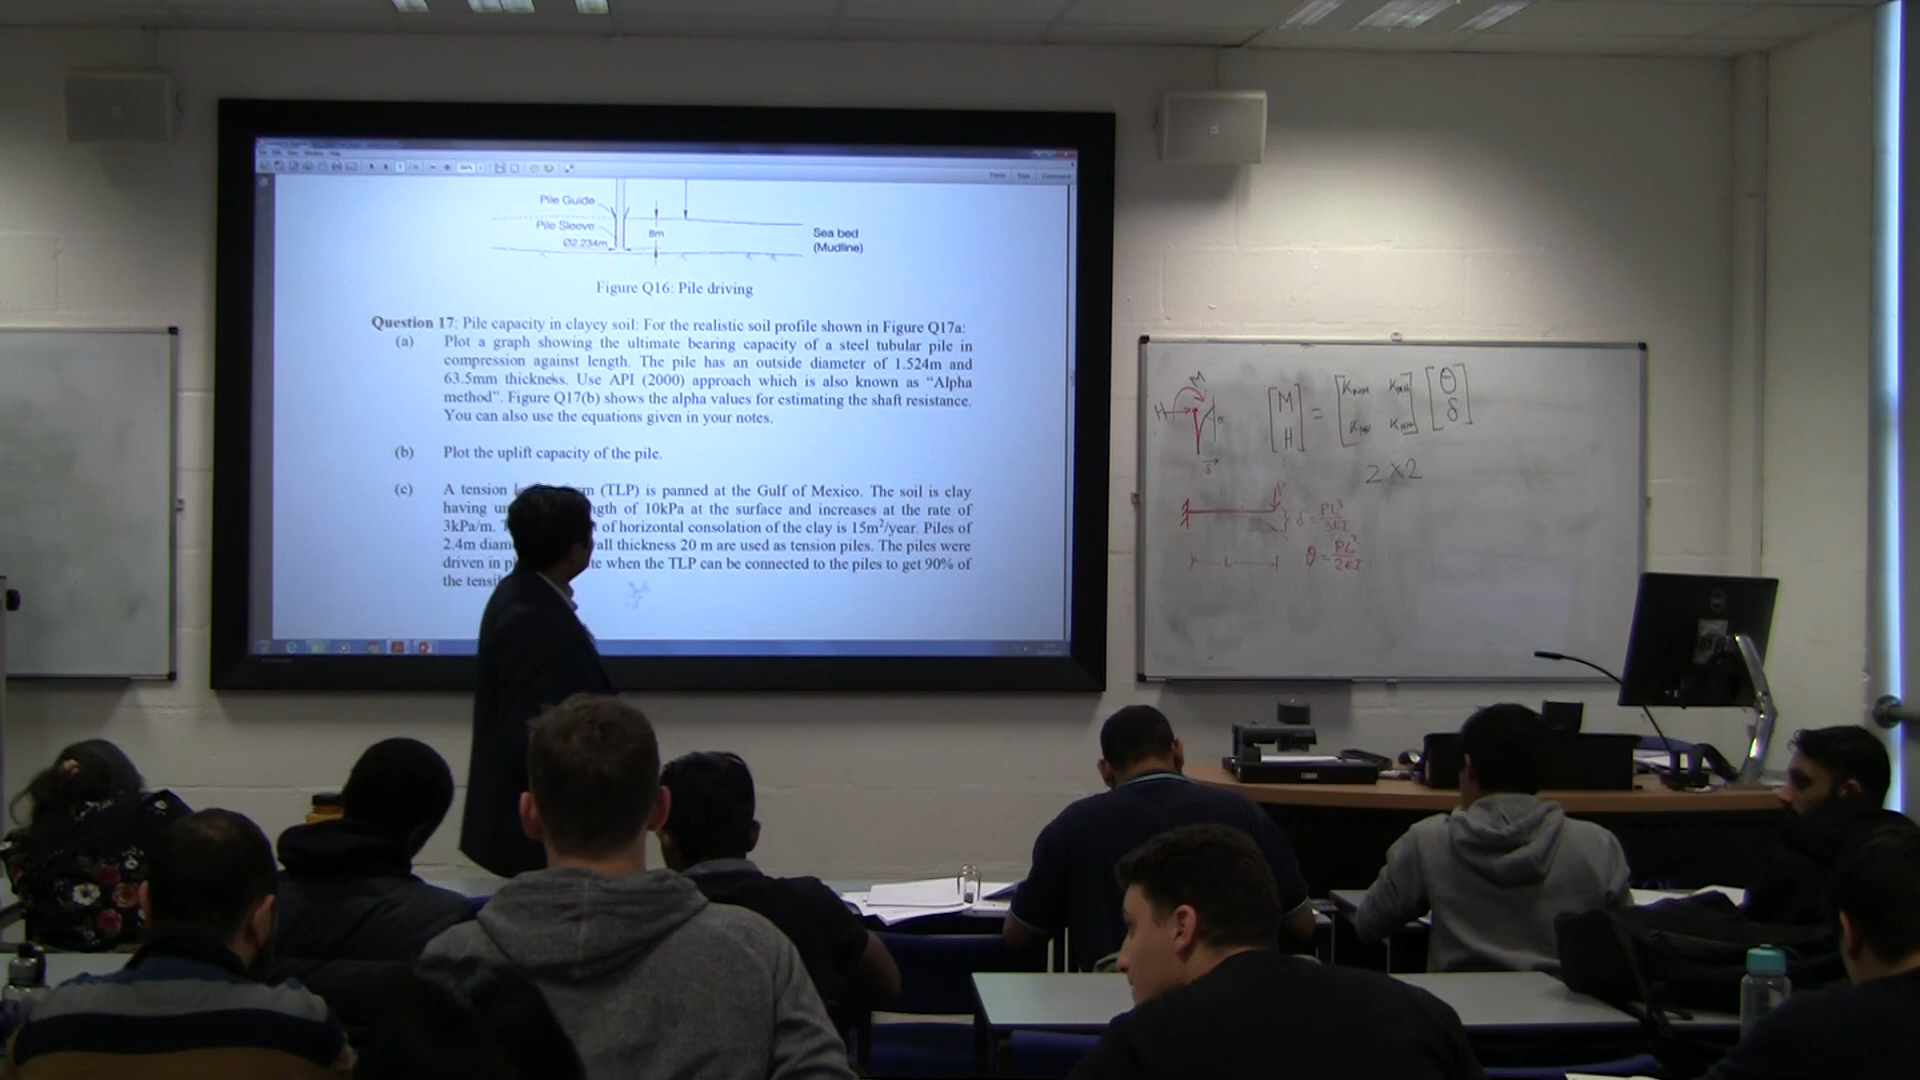 Pile Guide
Pile Sleeve
Ø2.234m
8m
Sea bed
(Mudline)
Figure Q16: Pile driving
Question 17: Pile capacity in clayey soil: For the realistic soil profile shown in Figure Q17a:
(a) Plot a graph showing the ultimate bearing capacity of a steel tubular pile in
compression against length. The pile has an outside diameter of 1.524m and
63.5mm thickness. Use API (2000) approach which is also known as “Alpha
method”. Figure Q17(b) shows the alpha values for estimating the shaft resistance.
You can also use the equations given in your notes.
(b) Plot the uplift capacity of the pile.
(c) A tension (TLP) is panned at the Gulf of Mexico. The soil is clay
having of 10kPa at the surface and increases at the rate of
3kPa/m. of horizontal consolation of the clay is 15m²/year. Piles of
2.4m all thickness 20 m are used as tension piles. The piles were
driven in when the TLP can be connected to the piles to get 90% of
the
M
H
θ
δ
[M H] = [K K K K] [θ δ]
2 X 2
P
δ = PL³/3EI
θ = PL²/2EI
L